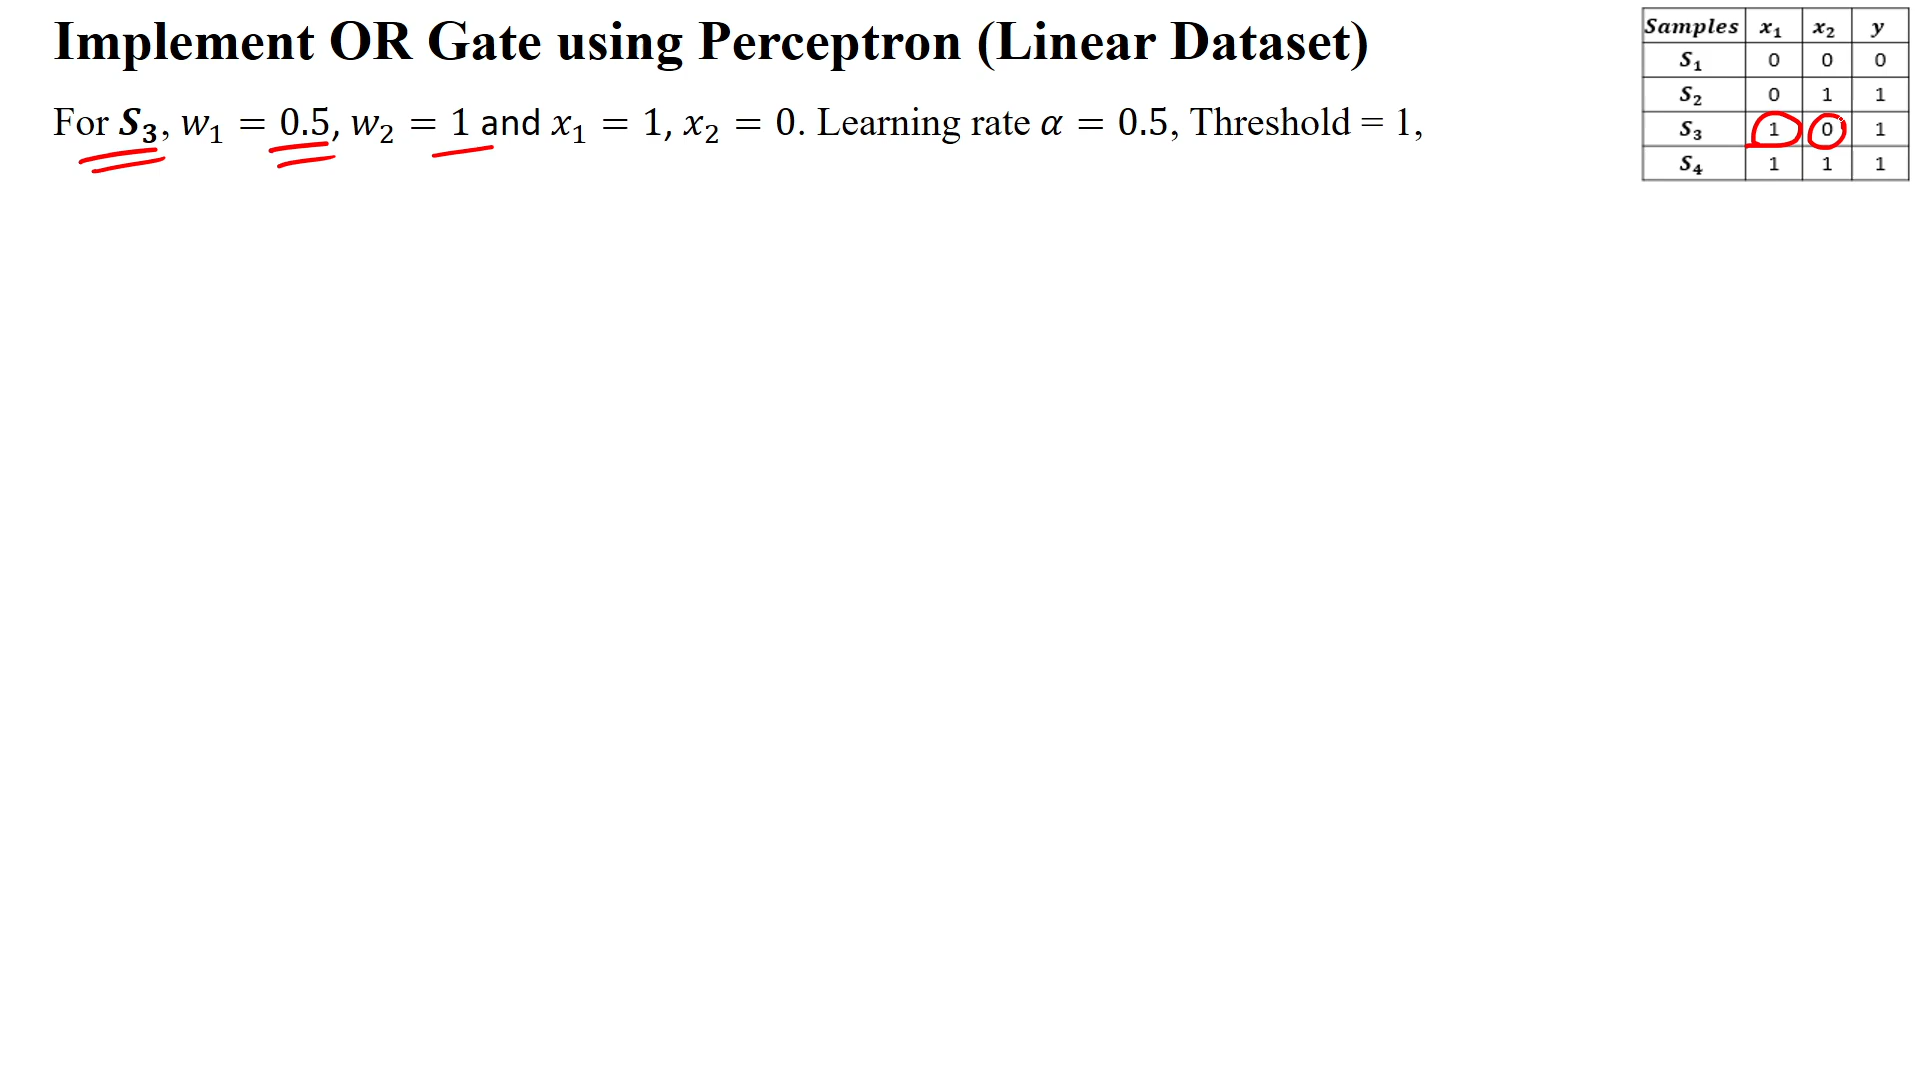 Implement OR Gate using Perceptron (Linear Dataset)
For S₃, w₁ = 0.5, w₂ = 1 and x₁ = 1, x₂ = 0. Learning rate α = 0.5, Threshold = 1,
Samples x₁ x₂ y
S₁ 0 0 0
S₂ 0 1 1
S₃ 1 0 1
S₄ 1 1 1